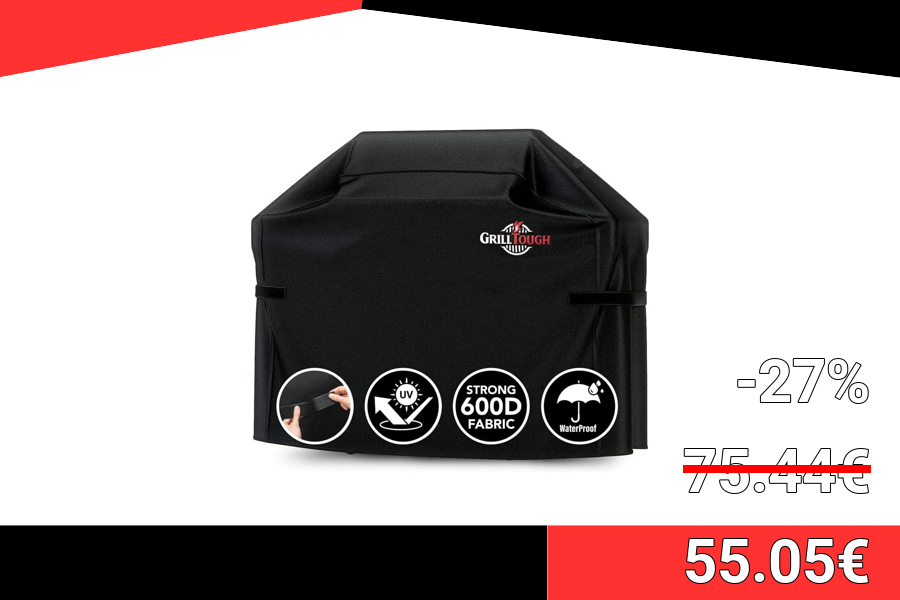 GRILLTOUGH
UV
STRONG
600D
FABRIC
WaterProof
-27%
75.44€
55.05€